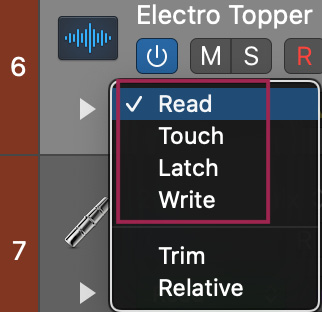 Electro Topper
6
M S R
✓ Read
Touch
Latch
Write
7
Trim
Relative